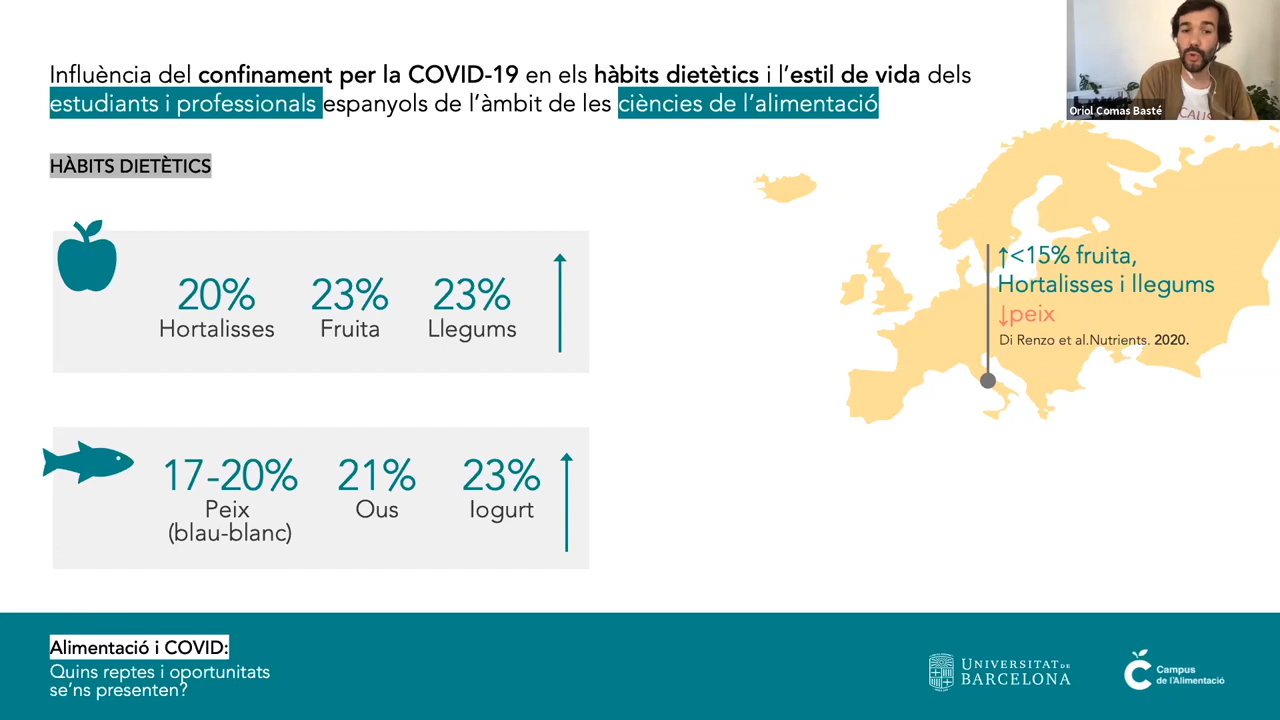 Influència del confinament per la COVID-19 en els hàbits dietètics i l'estil de vida dels
estudiants i professionals espanyols de l'àmbit de les ciències de l'alimentació
Oriol Comas Basté
CAUS
HÀBITS DIETÈTICS
20% 23% 23%
Hortalisses Fruita Llegums
↑<15% fruita,
Hortalisses i llegums
↓peix
Di Renzo et al.Nutrients. 2020.
17-20% 21% 23%
Peix Ous Iogurt
(blau-blanc)
Alimentació i COVID:
Quins reptes i oportunitats
se'ns presenten?
UNIVERSITAT DE
BARCELONA
Campus
de l'Alimentació